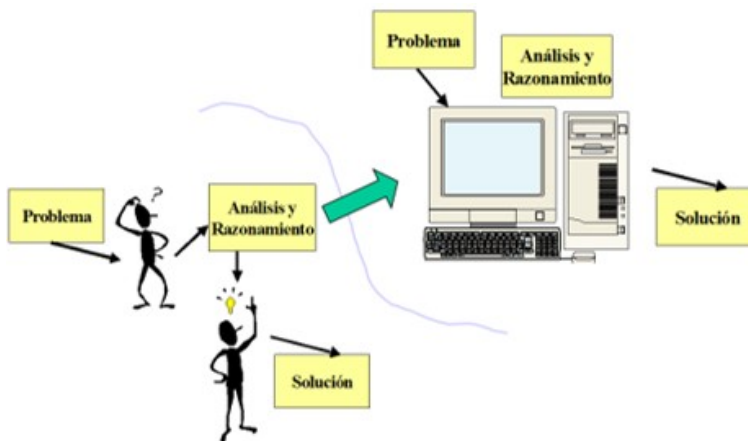 Problema
Análisis y
Razonamiento
Problema
?
Análisis y
Razonamiento
Solución
Solución